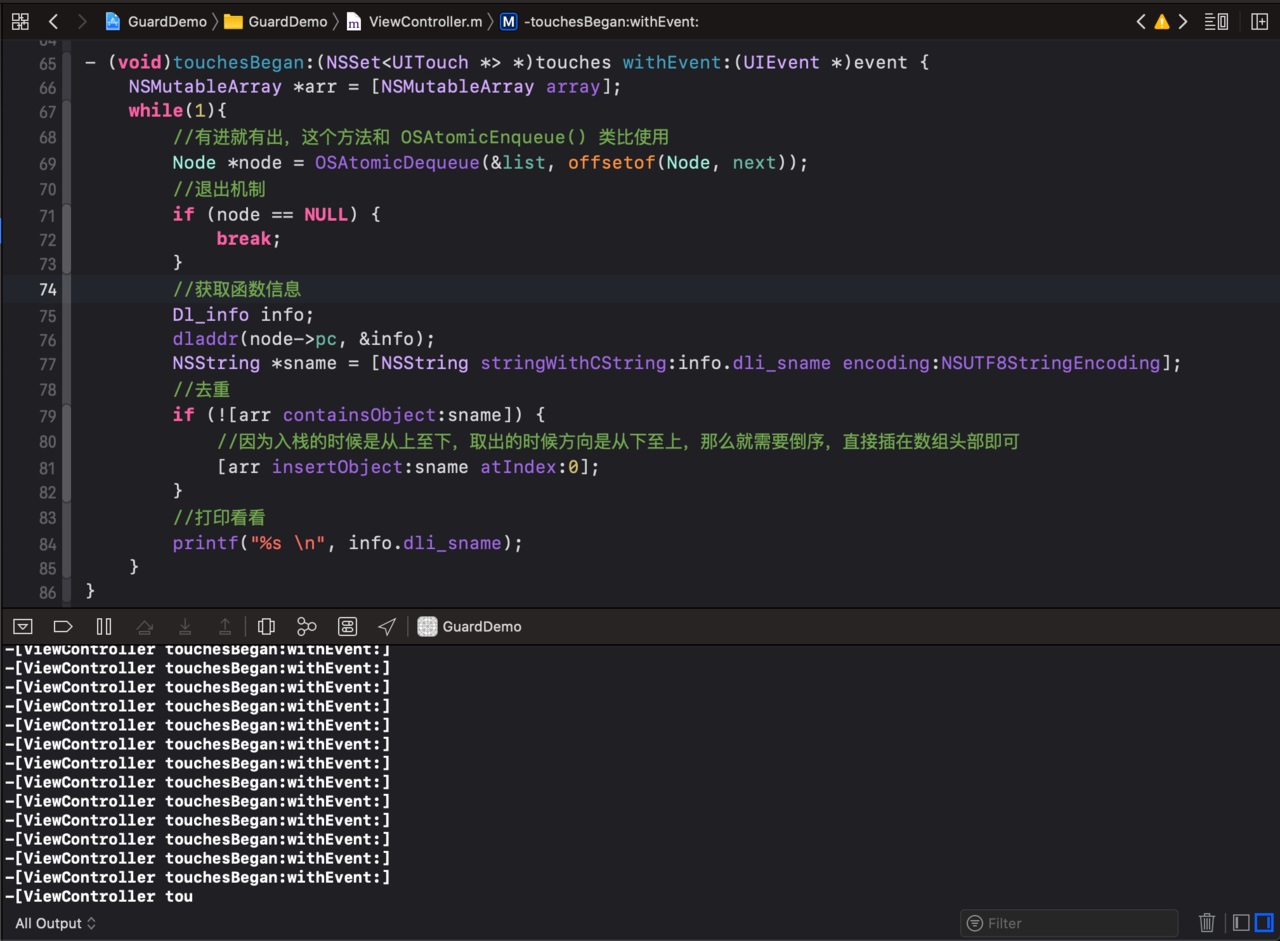 GuardDemo GuardDemo m ViewController.m M -touchesBegan:withEvent:
64
65 - (void)touchesBegan:(NSSet<UITouch *> *)touches withEvent:(UIEvent *)event {
66 NSMutableArray *arr = [NSMutableArray array];
67 while(1){
68 //有进就有出，这个方法和 OSAtomicEnqueue() 类比使用
69 Node *node = OSAtomicDequeue(&list, offsetof(Node, next));
70 //退出机制
71 if (node == NULL) {
72 break;
73 }
74 //获取函数信息
75 Dl_info info;
76 dladdr(node->pc, &info);
77 NSString *sname = [NSString stringWithCString:info.dli_sname encoding:NSUTF8StringEncoding];
78 //去重
79 if (![arr containsObject:sname]) {
80 //因为入栈的时候是从上至下，取出的时候方向是从下至上，那么就需要倒序，直接插在数组头部即可
81 [arr insertObject:sname atIndex:0];
82 }
83 //打印看看
84 printf("%s \n", info.dli_sname);
85 }
86 }
GuardDemo
-[ViewController touchesBegan:withEvent:]
-[ViewController touchesBegan:withEvent:]
-[ViewController touchesBegan:withEvent:]
-[ViewController touchesBegan:withEvent:]
-[ViewController touchesBegan:withEvent:]
-[ViewController touchesBegan:withEvent:]
-[ViewController touchesBegan:withEvent:]
-[ViewController touchesBegan:withEvent:]
-[ViewController touchesBegan:withEvent:]
-[ViewController touchesBegan:withEvent:]
-[ViewController touchesBegan:withEvent:]
-[ViewController touchesBegan:withEvent:]
-[ViewController touchesBegan:withEvent:]
-[ViewController tou
All Output Filter